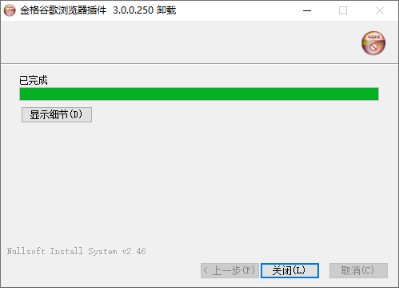 金格谷歌浏览器插件 3.0.0.250 卸载
已完成
显示细节(D)
Nullsoft Install System v2.46
< 上一步(P)
关闭(L)
取消(C)